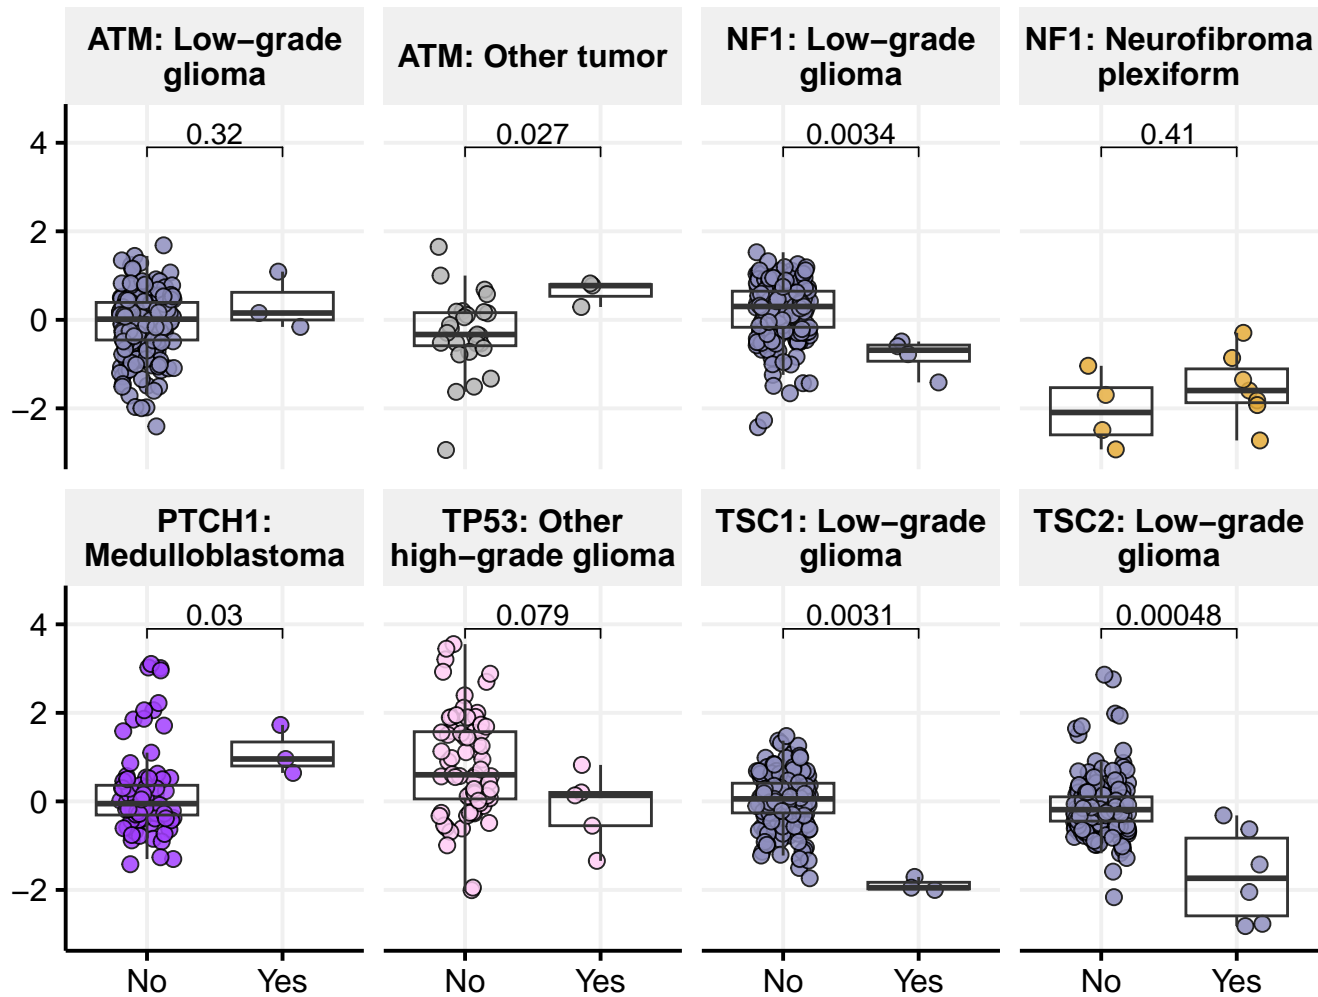 ATM: Low−grade
glioma
ATM: Other tumor
NF1: Low−grade
glioma
NF1: Neurofibroma
plexiform
4
2
0
−2
0.32
0.027
0.0034
0.41
PTCH1:
Medulloblastoma
TP53: Other
high−grade glioma
TSC1: Low−grade
glioma
TSC2: Low−grade
glioma
4
2
0
−2
0.03
0.079
0.0031
0.00048
No Yes
No Yes
No Yes
No Yes